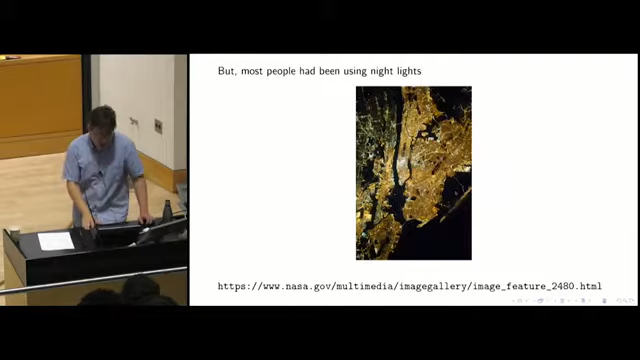 But, most people had been using night lights
https://www.nasa.gov/multimedia/imagegallery/image_feature_2480.html